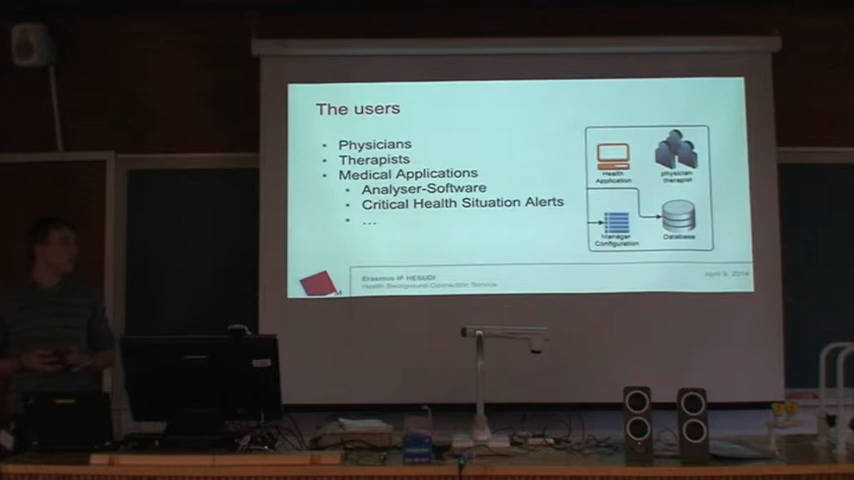 The users
• Physicians
• Therapists
• Medical Applications
• Analyser-Software
• Critical Health Situation Alerts
• ...
Health
Application
physician
therapist
Manager
Configuration
Database
Erasmus IP HESUDI
Health Background Connection Service
April 9, 2014